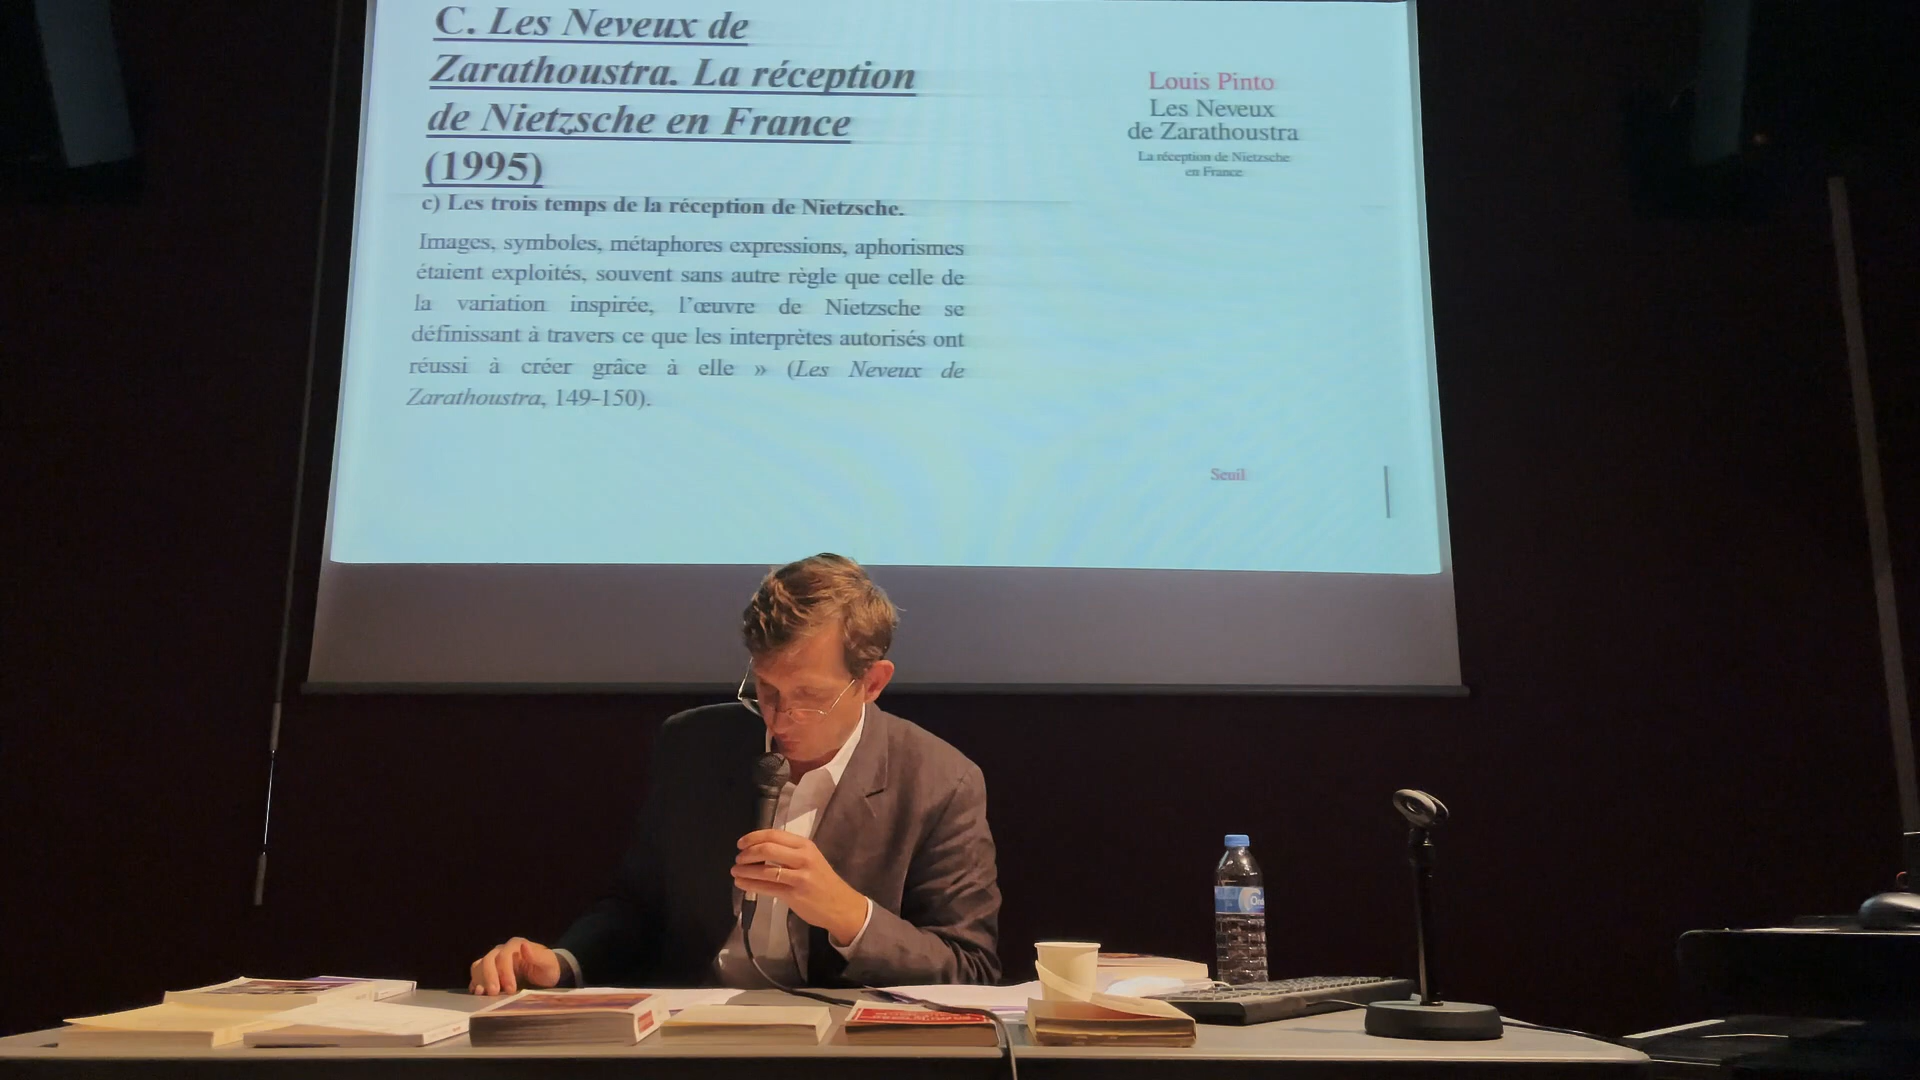 C. Les Neveux de
Zarathoustra. La réception
de Nietzsche en France
(1995)
c) Les trois temps de la réception de Nietzsche.
Images, symboles, métaphores expressions, aphorismes
étaient exploités, souvent sans autre règle que celle de
la variation inspirée, l’œuvre de Nietzsche se
définissant à travers ce que les interprètes autorisés ont
réussi à créer grâce à elle » (Les Neveux de
Zarathoustra, 149-150).
Louis Pinto
Les Neveux
de Zarathoustra
La réception de Nietzsche
en France
Seuil